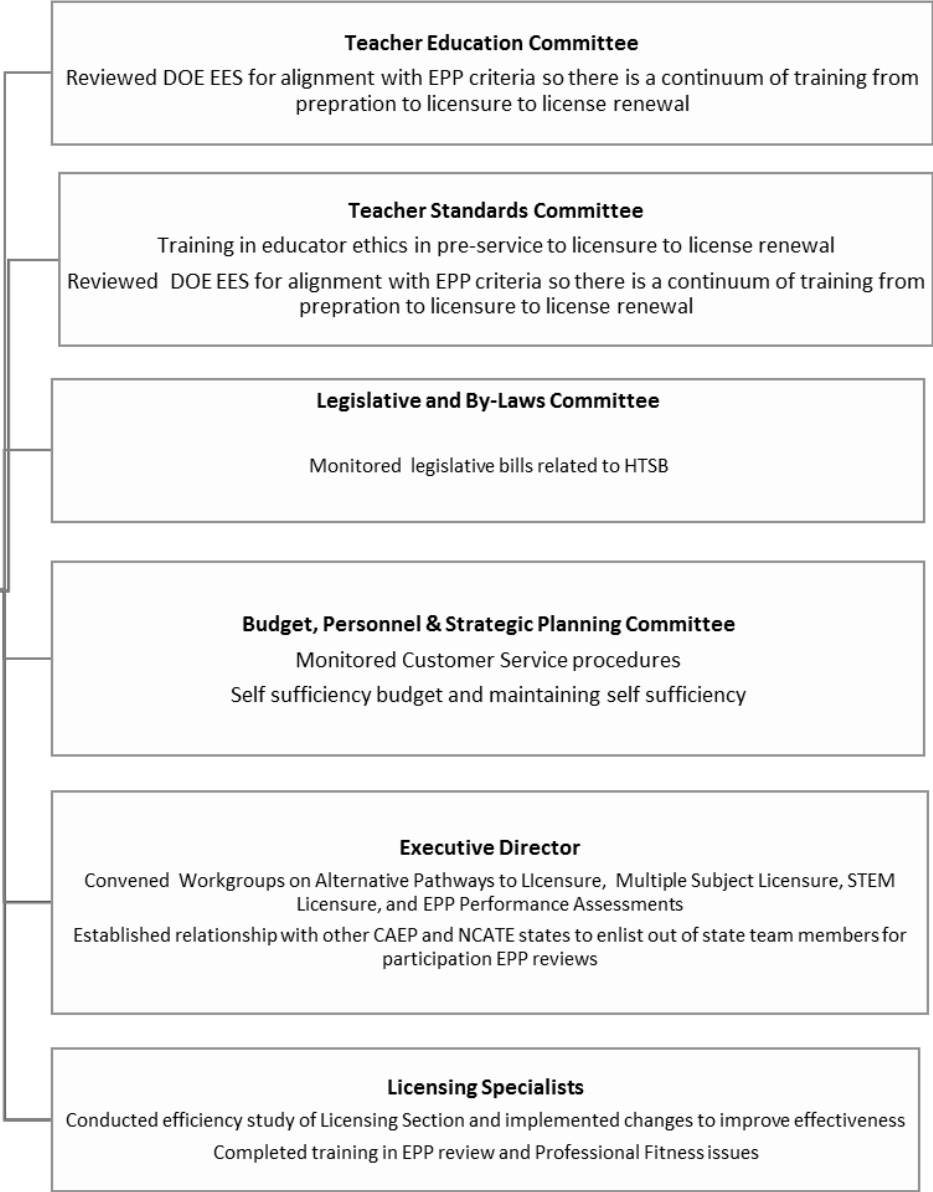 Teacher Education Committee
Reviewed DOE EES for alignment with EPP criteria so there is a continuum of training from
prepration to licensure to license renewal
Teacher Standards Committee
Training in educator ethics in pre-service to licensure to license renewal
Reviewed DOE EES for alignment with EPP criteria so there is a continuum of training from
prepration to licensure to license renewal
Legislative and By-Laws Committee
Monitored legislative bills related to HTSB
Budget, Personnel & Strategic Planning Committee
Monitored Customer Service procedures
Self sufficiency budget and maintaining self sufficiency
Executive Director
Convened Workgroups on Alternative Pathways to LIcensure, Multiple Subject Licensure, STEM
Licensure, and EPP Performance Assessments
Established relationship with other CAEP and NCATE states to enlist out of state team members for
participation EPP reviews
Licensing Specialists
Conducted efficiency study of Licensing Section and implemented changes to improve effectiveness
Completed training in EPP review and Professional Fitness issues